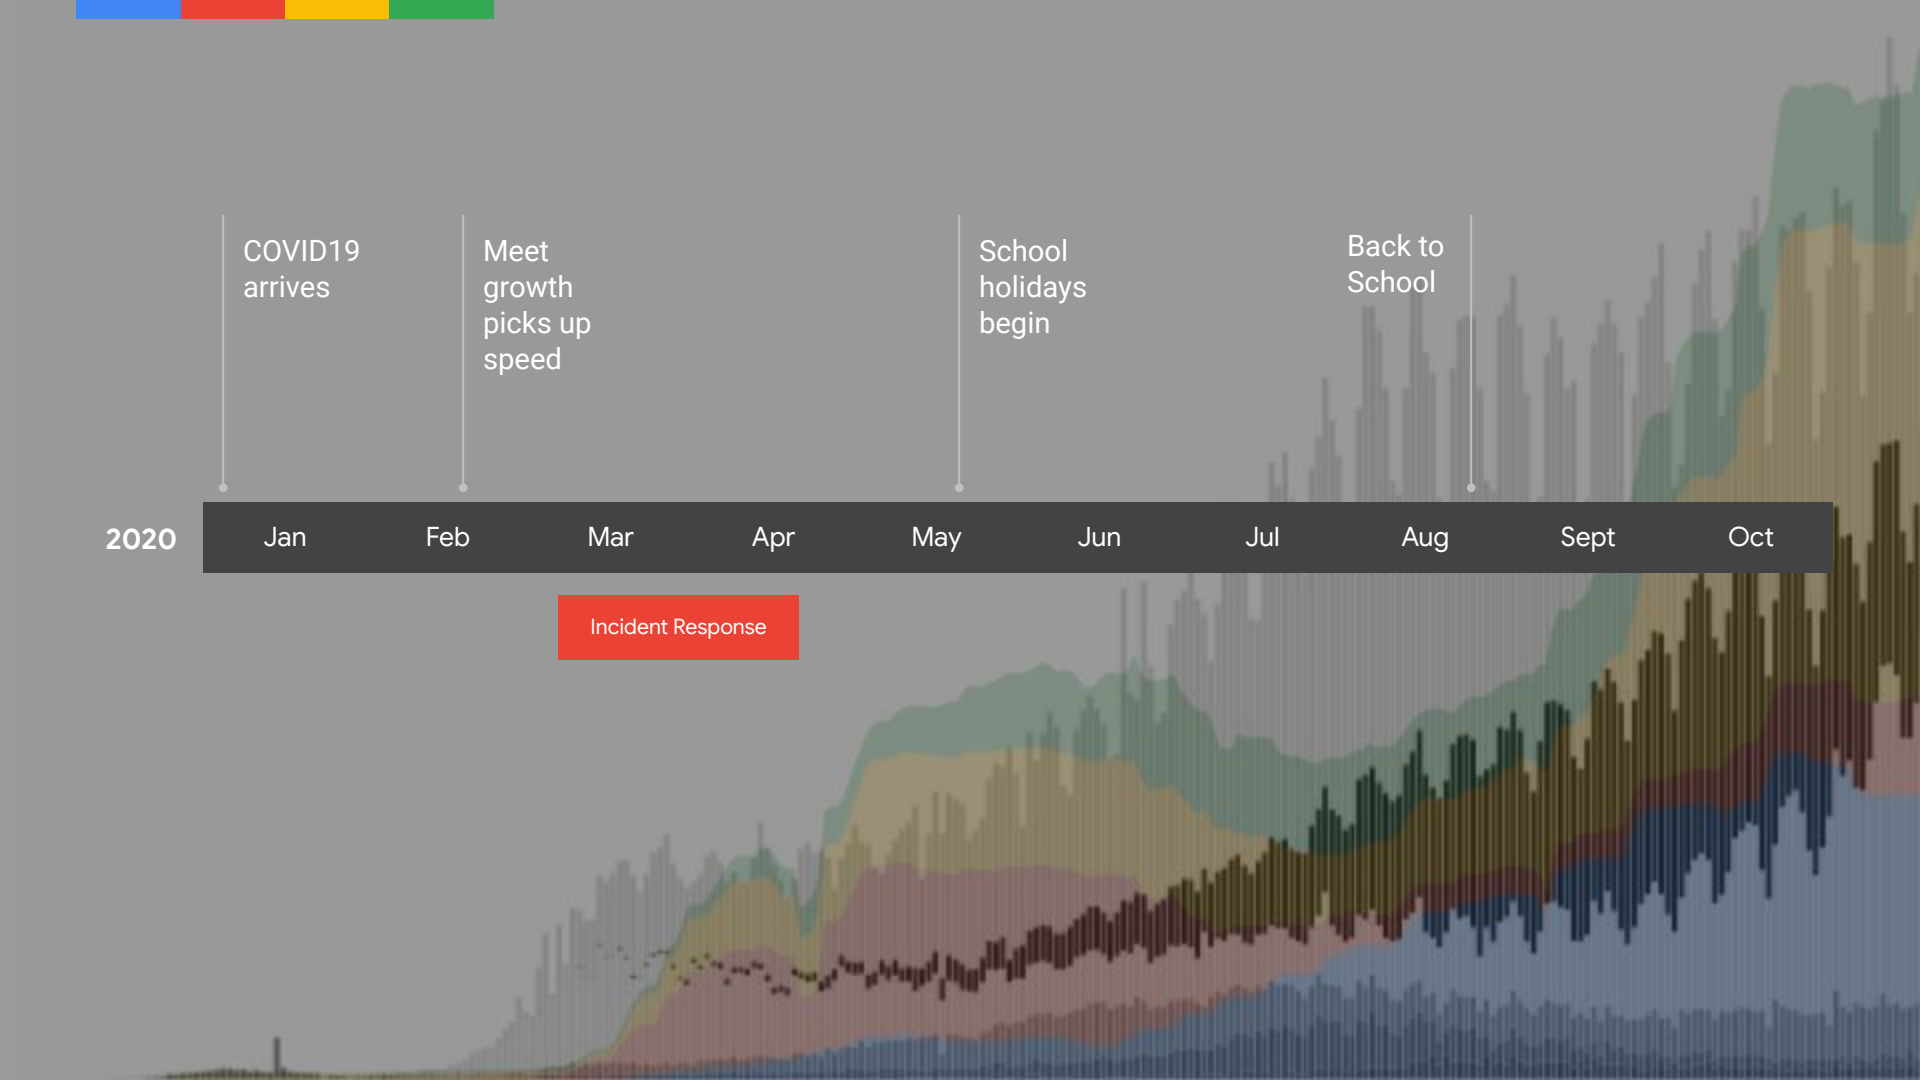 COVID19
arrives
Meet
growth
picks up
speed
School
holidays
begin
Back to
School
2020
Jan Feb Mar Apr May Jun Jul Aug Sept Oct
Incident Response